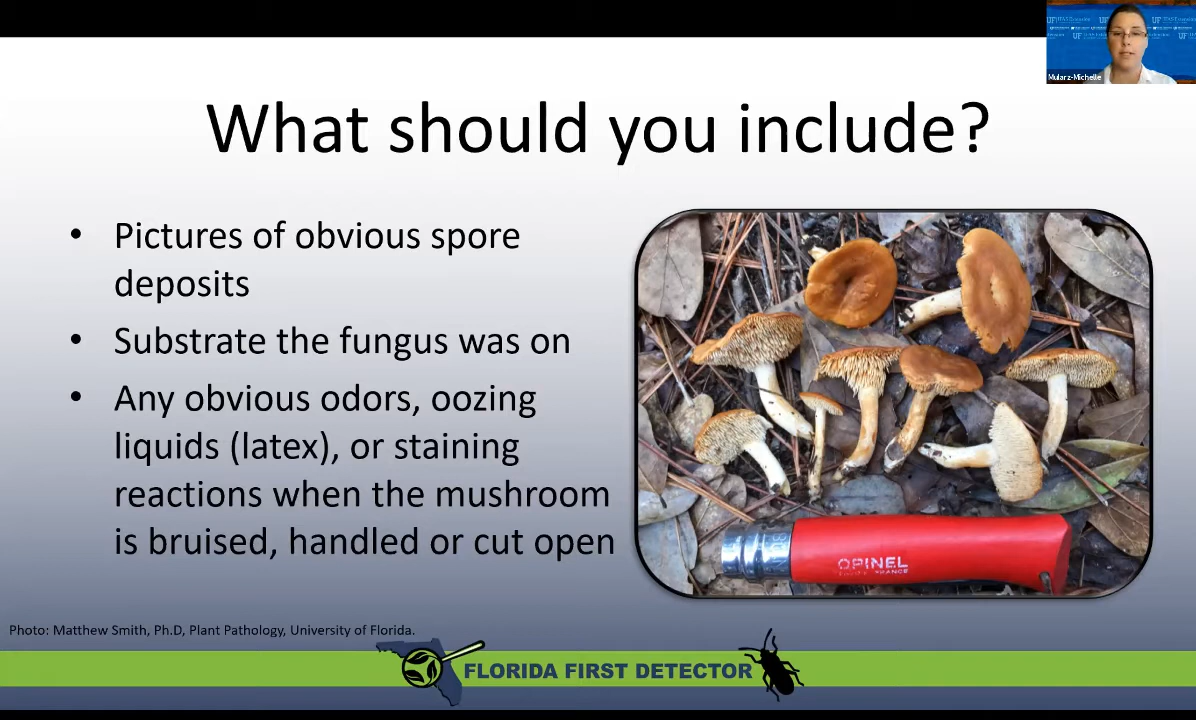 Mularz-Michelle
What should you include?
• Pictures of obvious spore
deposits
• Substrate the fungus was on
• Any obvious odors, oozing
liquids (latex), or staining
reactions when the mushroom
is bruised, handled or cut open
OPINEL
FRANCE
Photo: Matthew Smith, Ph.D, Plant Pathology, University of Florida.
FLORIDA FIRST DETECTOR